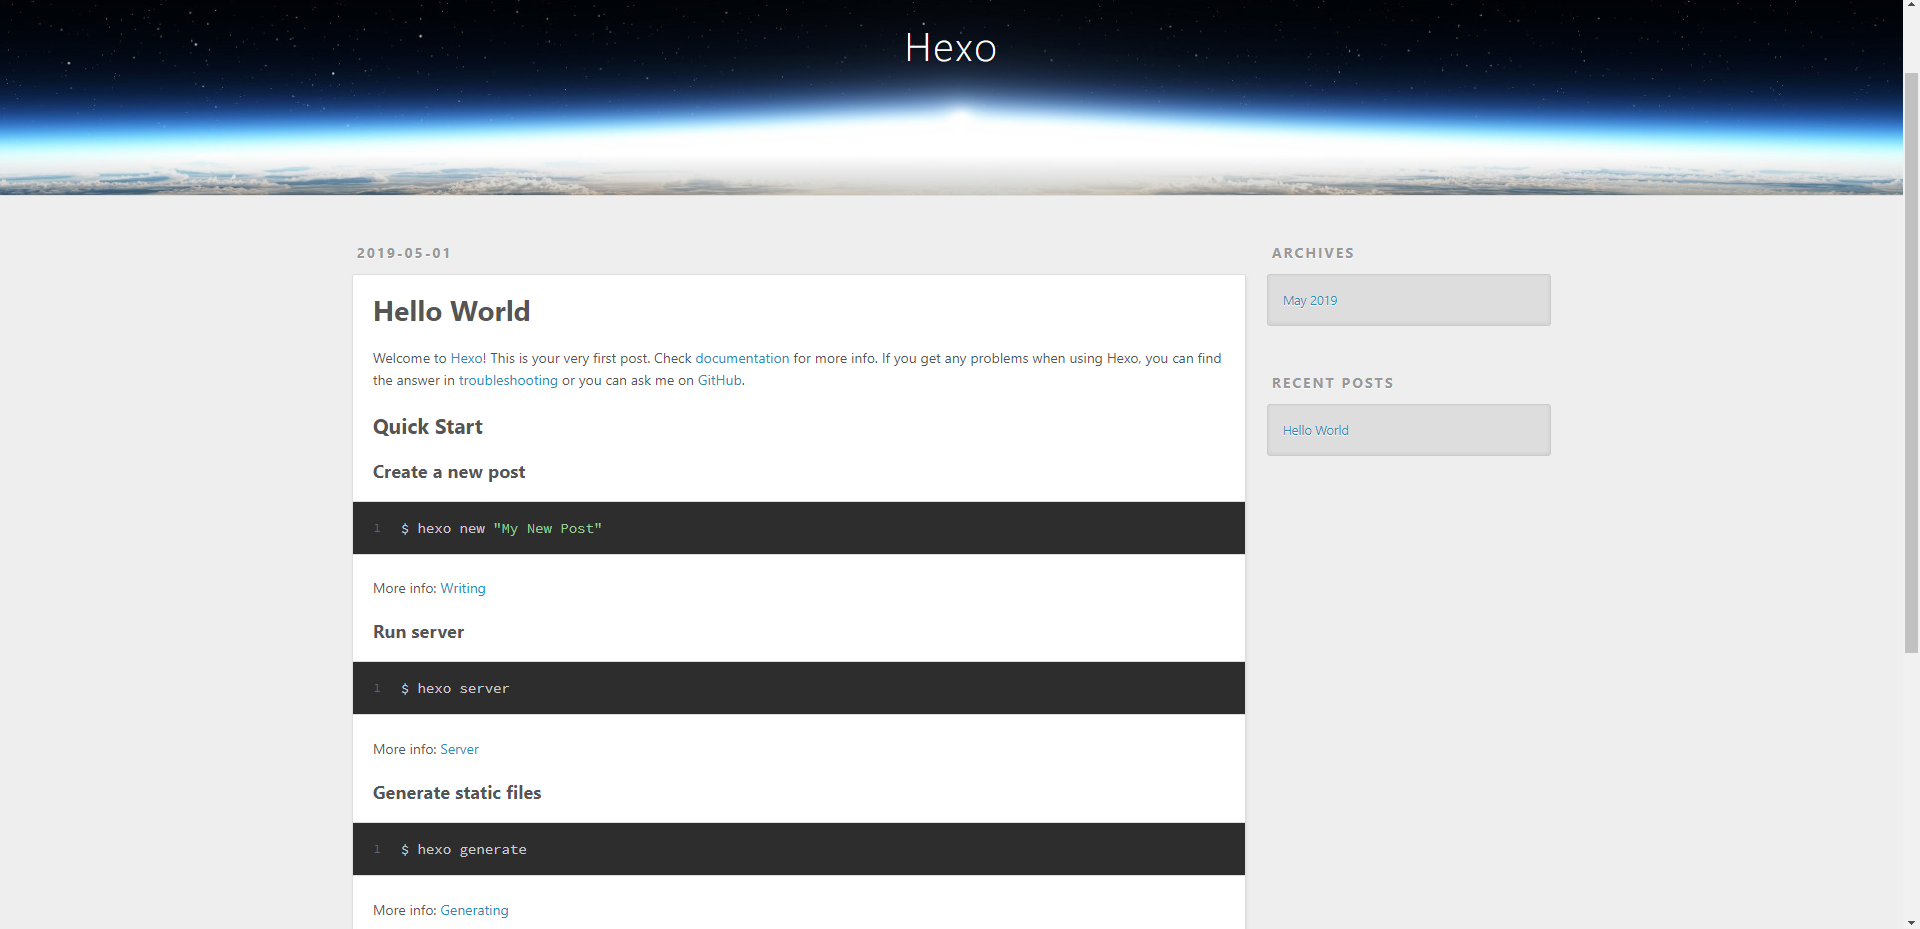 Hexo
2019-05-01
Hello World
Welcome to Hexo! This is your very first post. Check documentation for more info. If you get any problems when using Hexo, you can find
the answer in troubleshooting or you can ask me on GitHub.
Quick Start
Create a new post
1 $ hexo new "My New Post"
More info: Writing
Run server
1 $ hexo server
More info: Server
Generate static files
1 $ hexo generate
More info: Generating
ARCHIVES
May 2019
RECENT POSTS
Hello World